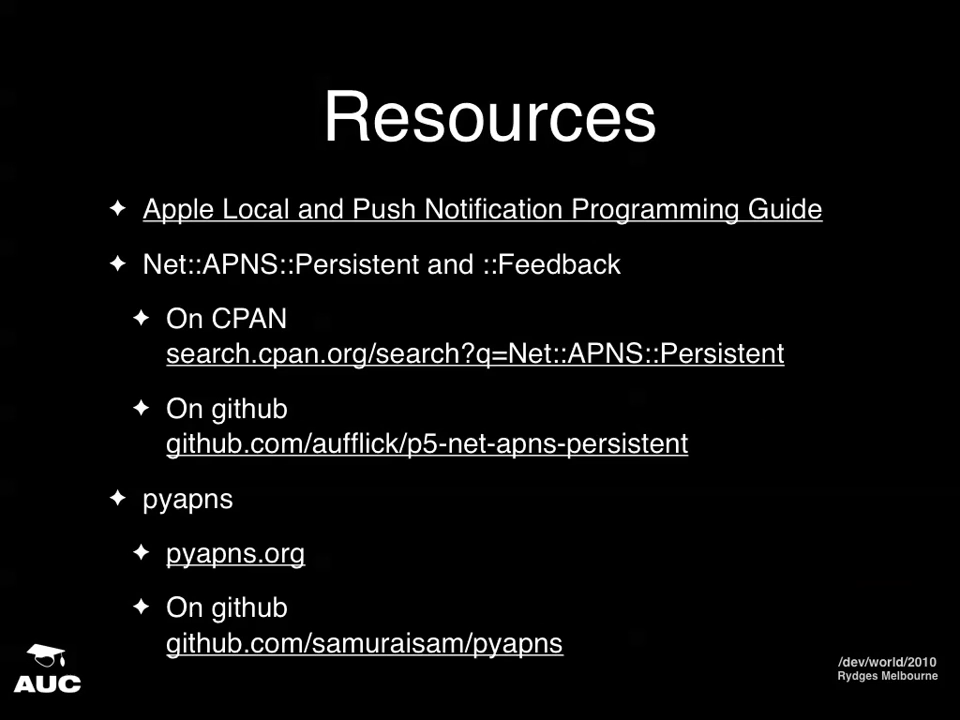 Resources
✦ Apple Local and Push Notification Programming Guide
✦ Net::APNS::Persistent and ::Feedback
✦ On CPAN
search.cpan.org/search?q=Net::APNS::Persistent
✦ On github
github.com/aufflick/p5-net-apns-persistent
✦ pyapns
✦ pyapns.org
✦ On github
github.com/samuraisam/pyapns
AUC
/dev/world/2010
Rydges Melbourne